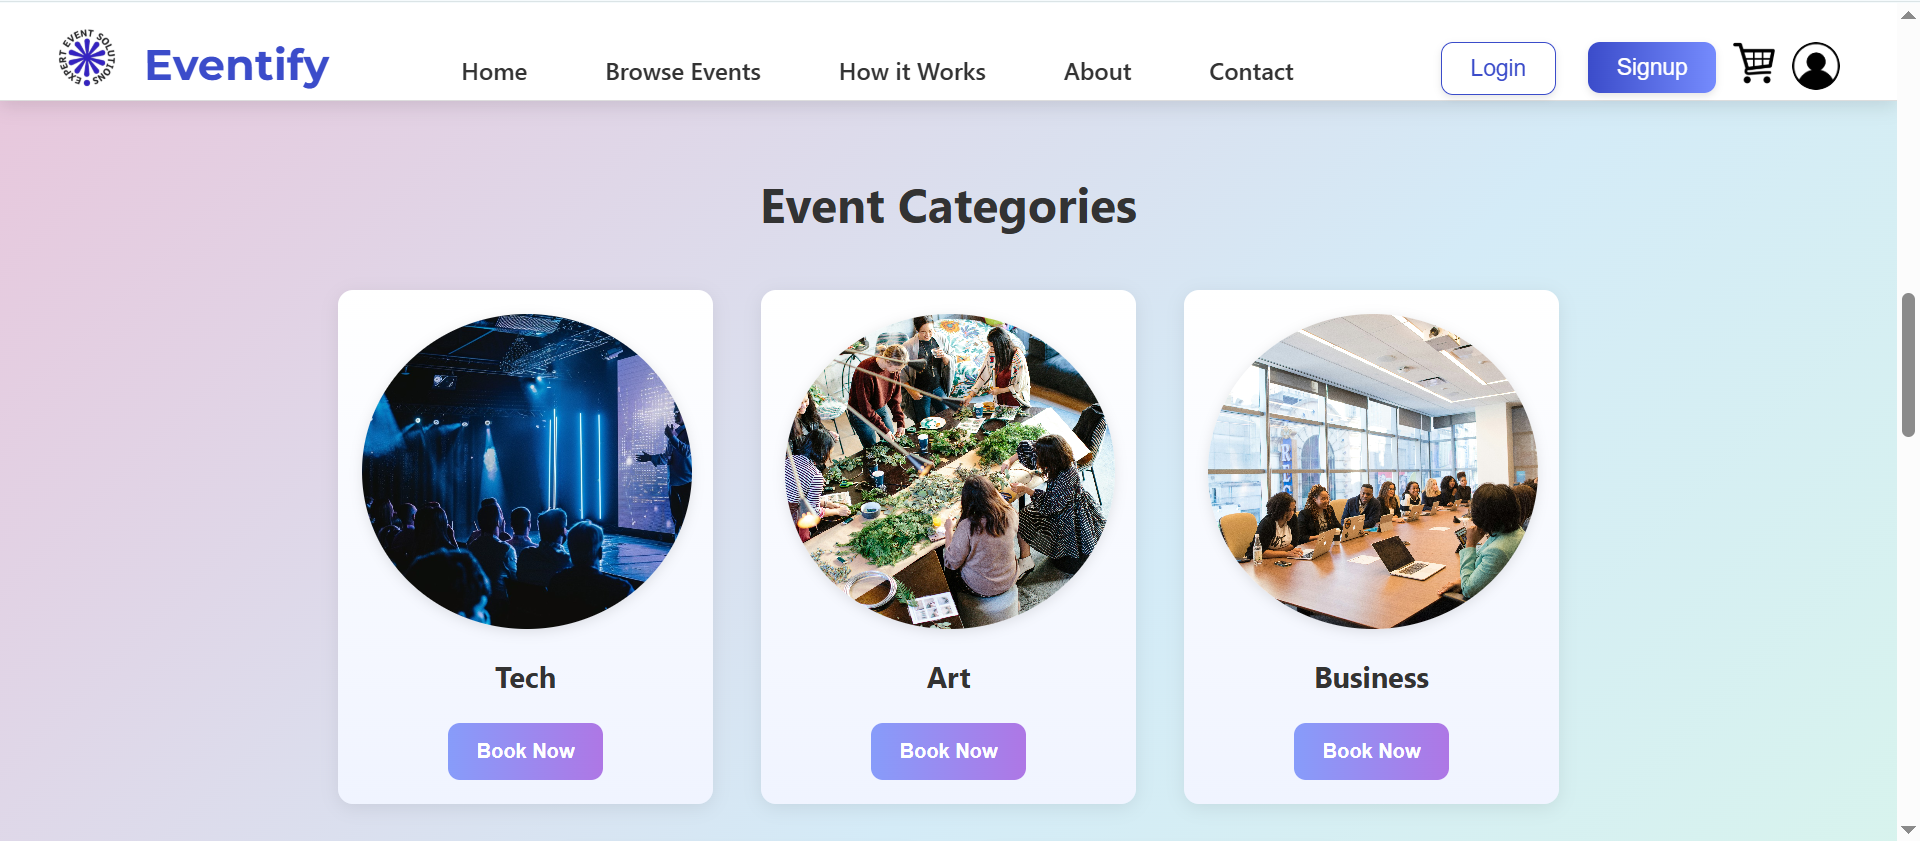 EXPERT EVENT SOLUTIONS
Eventify
Home
Browse Events
How it Works
About
Contact
Login
Signup
Event Categories
Tech
Art
Business
Book Now
Book Now
Book Now